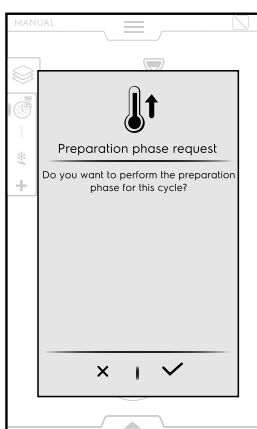 MANUAL
Preparation phase request
Do you want to perform the preparation
phase for this cycle?